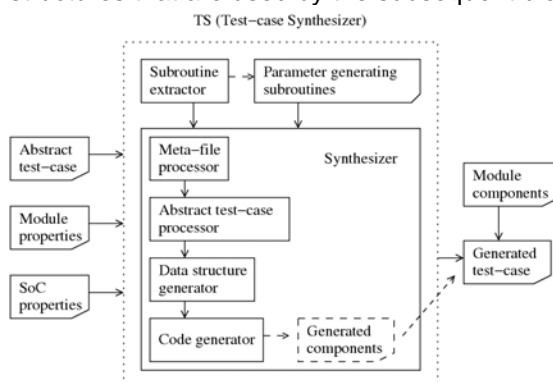 TS (Test-case Synthesizer)
Subroutine
extractor
Parameter generating
subroutines
Abstract
test-case
Meta-file
processor
Synthesizer
Module
components
Module
properties
Abstract test-case
processor
Generated
test-case
SoC
properties
Data structure
generator
Code generator
Generated
components